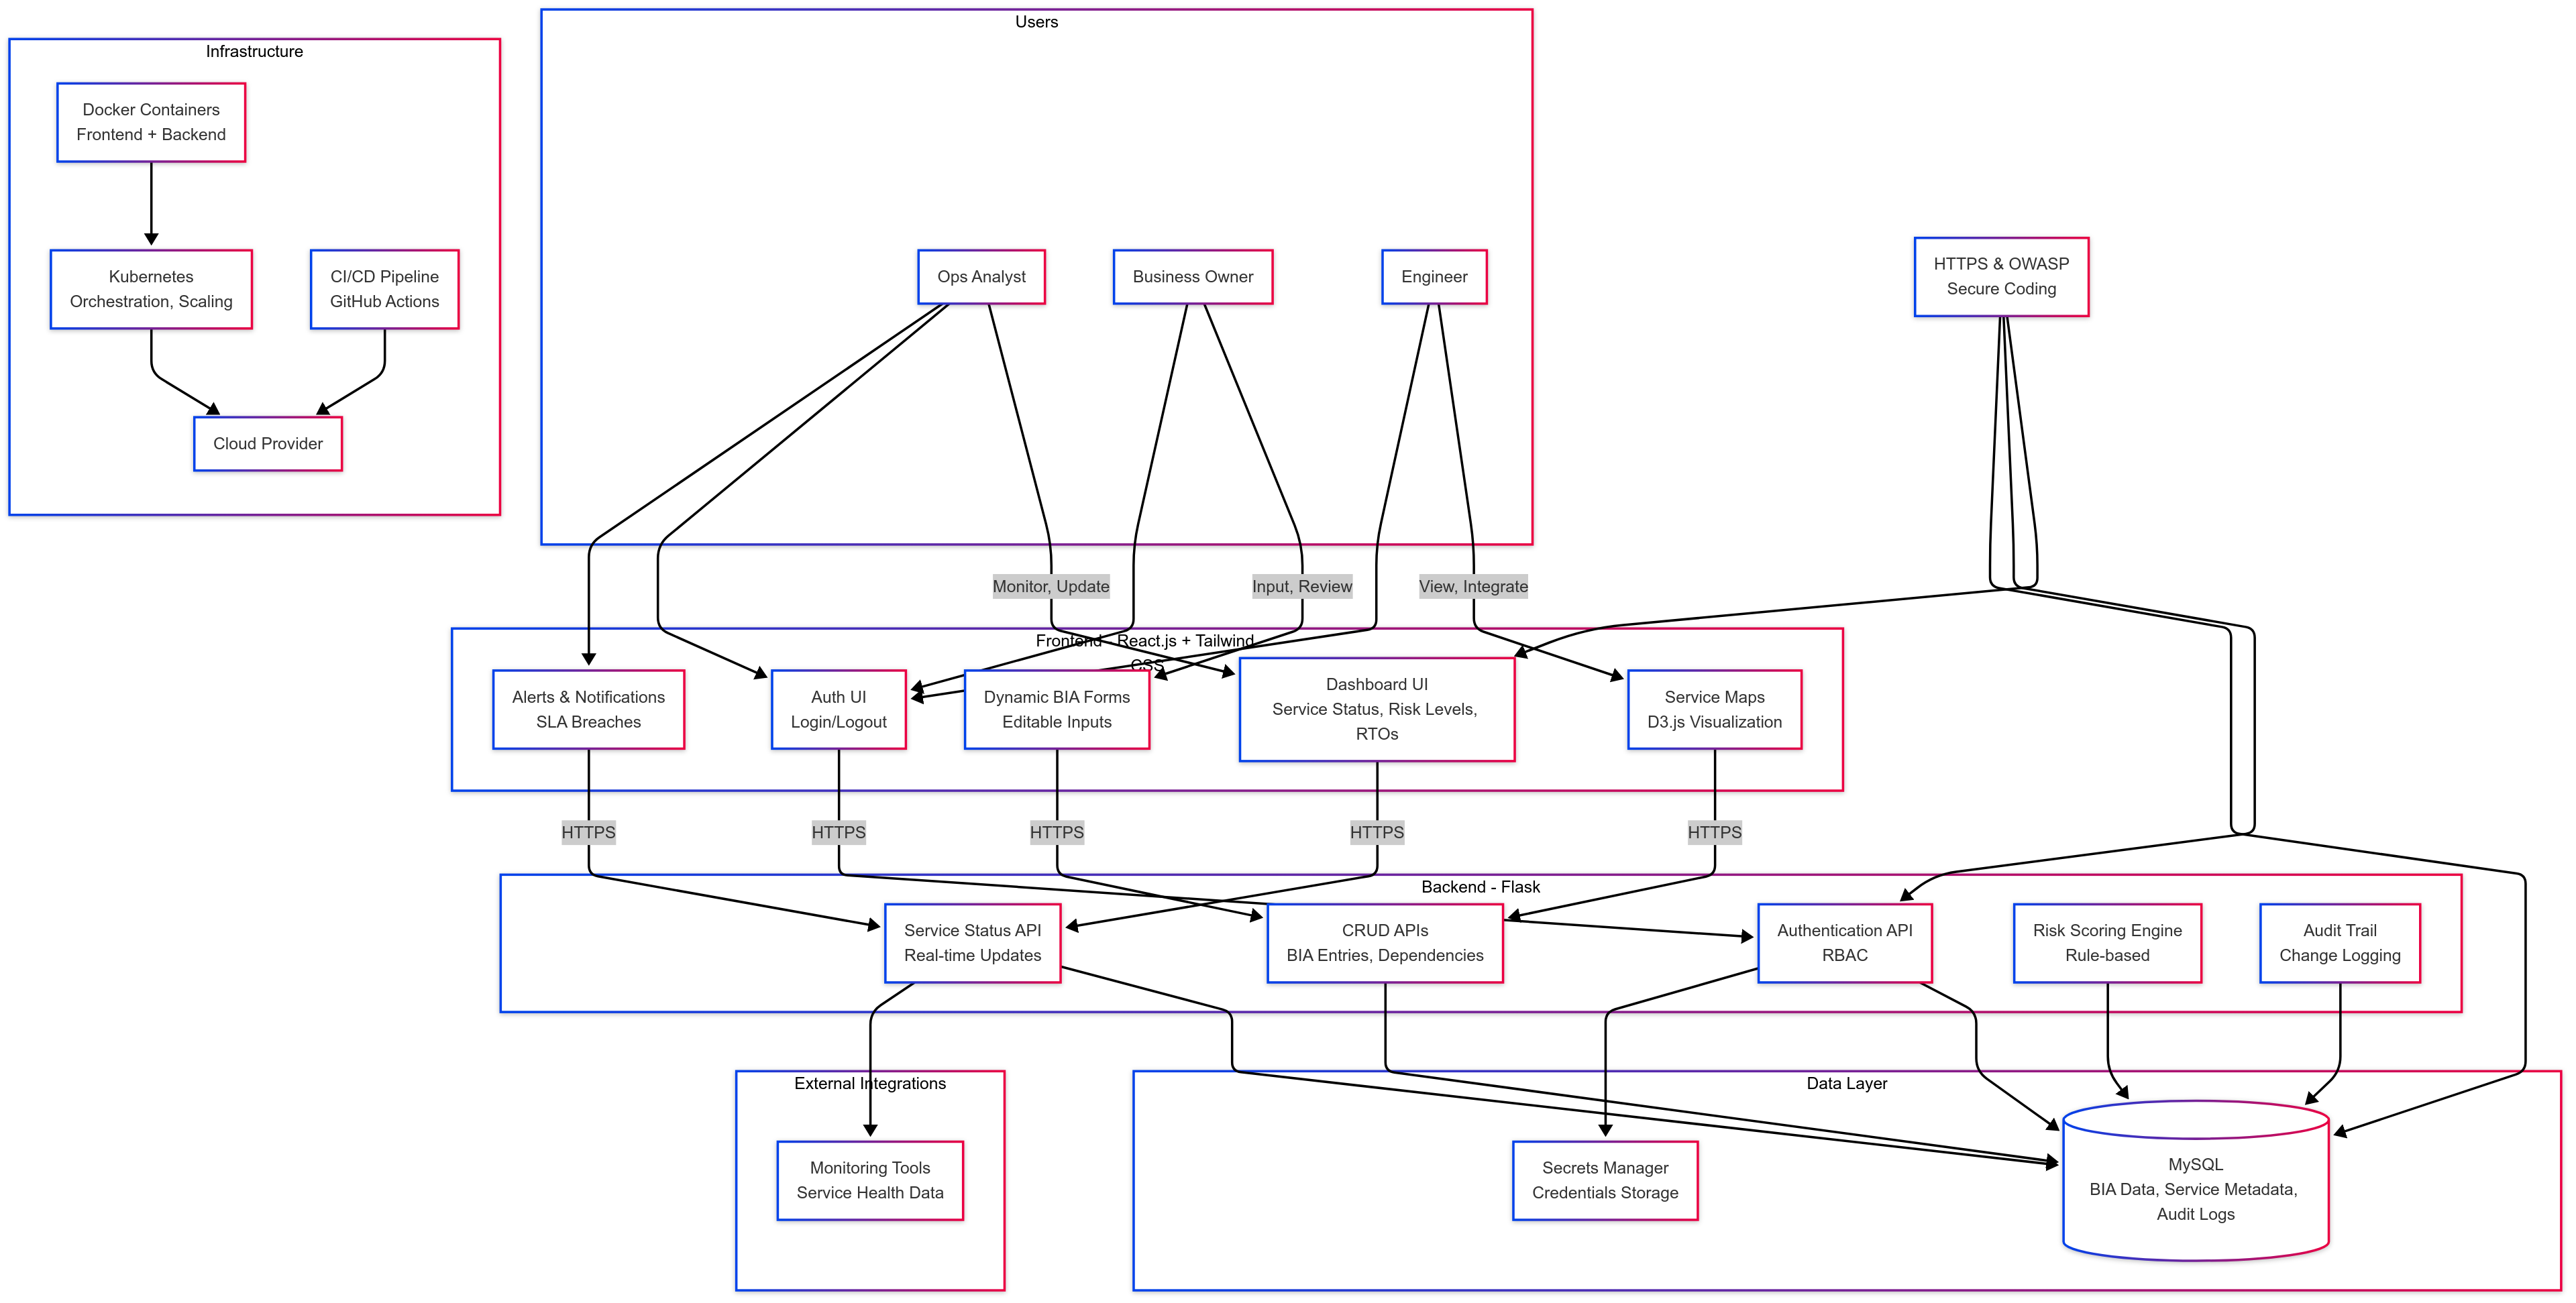 Users
Infrastructure
Docker Containers
Frontend + Backend
Kubernetes
Orchestration, Scaling
CI/CD Pipeline
GitHub Actions
Cloud Provider
Ops Analyst
Business Owner
Engineer
HTTPS & OWASP
Secure Coding
Monitor, Update
Input, Review
View, Integrate
Frontend - React.js + Tailwind
CSS
Alerts & Notifications
SLA Breaches
Auth UI
Login/Logout
Dynamic BIA Forms
Editable Inputs
Dashboard UI
Service Status, Risk Levels,
RTOs
Service Maps
D3.js Visualization
HTTPS
HTTPS
HTTPS
HTTPS
HTTPS
Backend - Flask
Service Status API
Real-time Updates
CRUD APIs
BIA Entries, Dependencies
Authentication API
RBAC
Risk Scoring Engine
Rule-based
Audit Trail
Change Logging
External Integrations
Monitoring Tools
Service Health Data
Data Layer
Secrets Manager
Credentials Storage
MySQL
BIA Data, Service Metadata,
Audit Logs